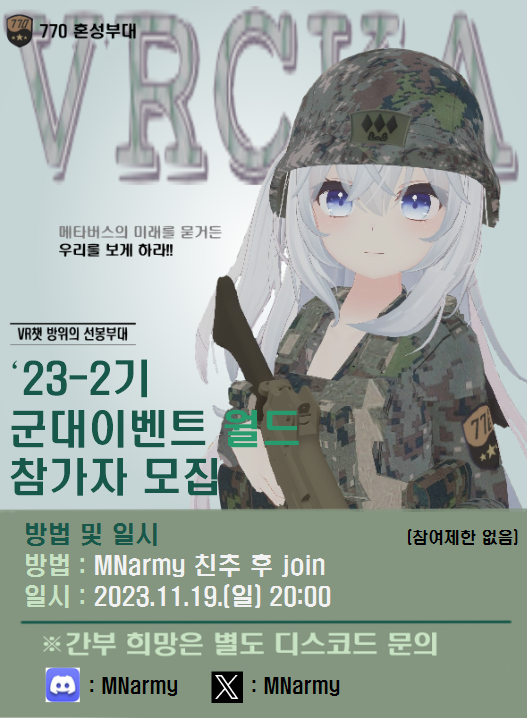 770 혼성부대
VRCKA
메타버스의 미래를 묻거든
우리를 보게 하라!!
VR챗 방위의 선봉부대
‘23-2기
군대이벤트 월드
참가자 모집
방법 및 일시
(참여제한 없음)
방법 : MNarmy 친추 후 join
일시 : 2023.11.19.(일) 20:00
※간부 희망은 별도 디스코드 문의
: MNarmy
: MNarmy